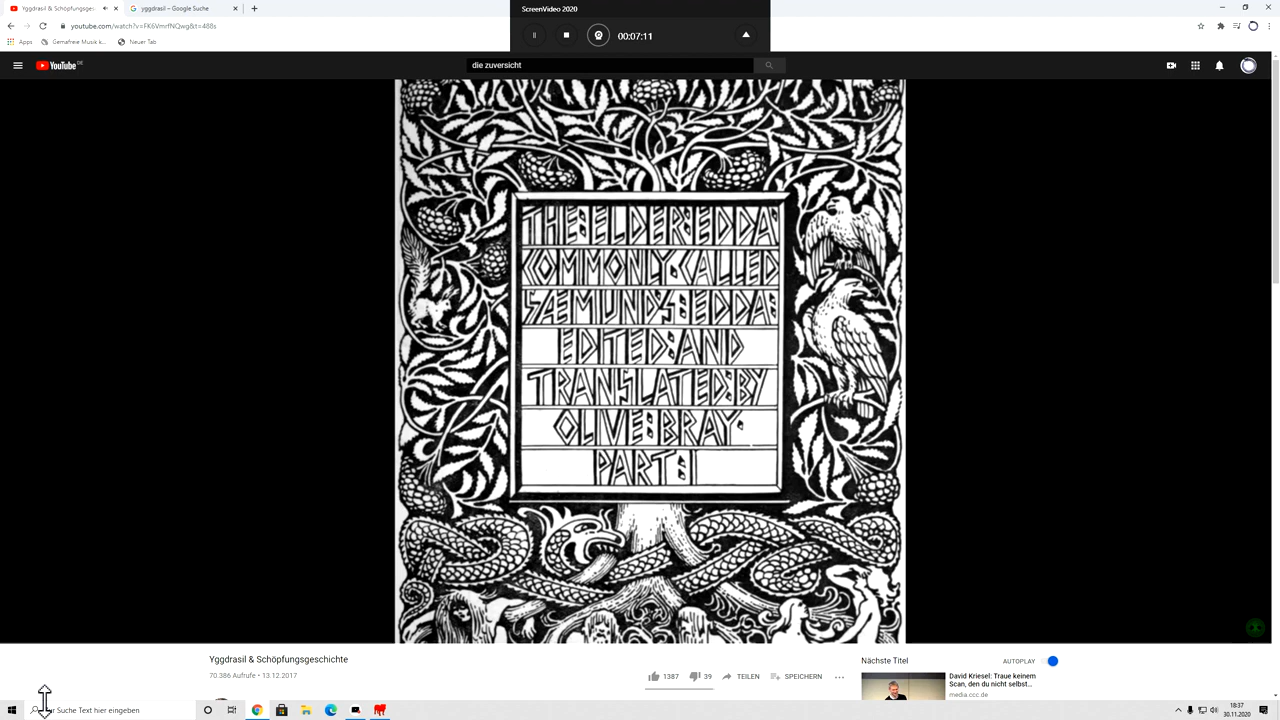 Yggdrasil & Schöpfungsges
yggdrasil – Google Suche
ScreenVideo 2020
youtube.com/watch?v=FK6VmrfNQwg&t=488s
00:07:11
Apps
Gemafreie Musik k...
Neuer Tab
YouTube DE
die zuversicht
THE ELDER EDDA
COMMONLY CALLED
SÆMUND'S EDDA:
EDITED: AND
TRANSLATED: BY
OLIVE BRAY
PART: I
Yggdrasil & Schöpfungsgeschichte
70.386 Aufrufe • 13.12.2017
1387
39
TEILEN
SPEICHERN
Nächste Titel
AUTOPLAY
David Kriesel: Traue keinem
Scan, den du nicht selbst...
media.ccc.de
Suche Text hier eingeben
18:37
30.11.2020